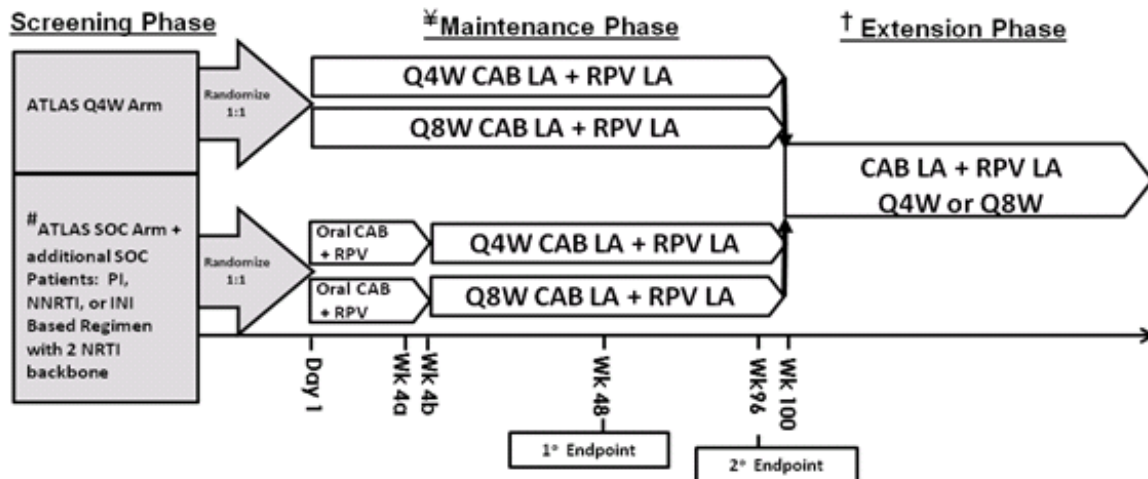 Screening Phase
¥Maintenance Phase
† Extension Phase
ATLAS Q4W Arm
Randomize
1:1
Q4W CAB LA + RPV LA
Q8W CAB LA + RPV LA
CAB LA + RPV LA
Q4W or Q8W
#ATLAS SOC Arm +
additional SOC
Patients: PI,
NNRTI, or INI
Based Regimen
with 2 NRTI
backbone
Randomize
1:1
Oral CAB
+ RPV
Q4W CAB LA + RPV LA
Oral CAB
+ RPV
Q8W CAB LA + RPV LA
Day 1
Wk 4a
Wk 4b
Wk 48
Wk96
Wk 100
1° Endpoint
2° Endpoint